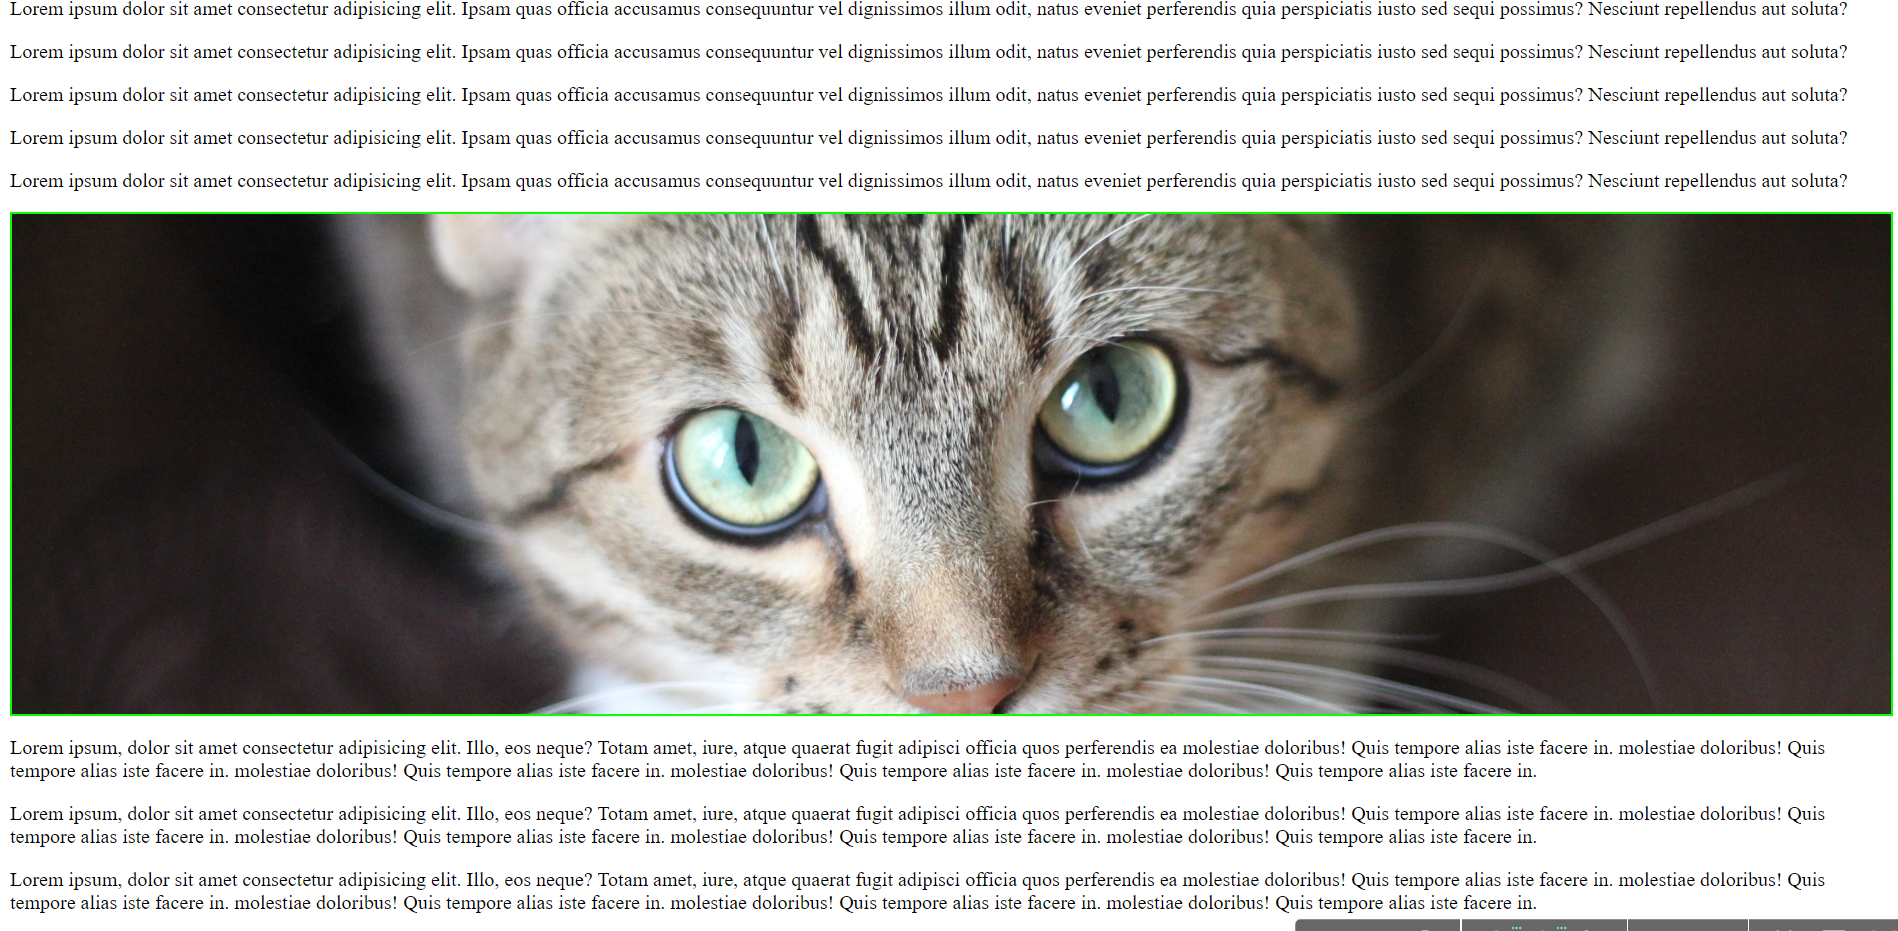 Lorem ipsum dolor sit amet consectetur adipisicing elit. Ipsam quas officia accusamus consequuntur vel dignissimos illum odit, natus eveniet perferendis quia perspiciatis iusto sed sequi possimus? Nesciunt repellendus aut soluta?
Lorem ipsum dolor sit amet consectetur adipisicing elit. Ipsam quas officia accusamus consequuntur vel dignissimos illum odit, natus eveniet perferendis quia perspiciatis iusto sed sequi possimus? Nesciunt repellendus aut soluta?
Lorem ipsum dolor sit amet consectetur adipisicing elit. Ipsam quas officia accusamus consequuntur vel dignissimos illum odit, natus eveniet perferendis quia perspiciatis iusto sed sequi possimus? Nesciunt repellendus aut soluta?
Lorem ipsum dolor sit amet consectetur adipisicing elit. Ipsam quas officia accusamus consequuntur vel dignissimos illum odit, natus eveniet perferendis quia perspiciatis iusto sed sequi possimus? Nesciunt repellendus aut soluta?
Lorem ipsum dolor sit amet consectetur adipisicing elit. Ipsam quas officia accusamus consequuntur vel dignissimos illum odit, natus eveniet perferendis quia perspiciatis iusto sed sequi possimus? Nesciunt repellendus aut soluta?
Lorem ipsum, dolor sit amet consectetur adipisicing elit. Illo, eos neque? Totam amet, iure, atque quaerat fugit adipisci officia quos perferendis ea molestiae doloribus! Quis tempore alias iste facere in. molestiae doloribus! Quis
tempore alias iste facere in. molestiae doloribus! Quis tempore alias iste facere in. molestiae doloribus! Quis tempore alias iste facere in. molestiae doloribus! Quis tempore alias iste facere in.
Lorem ipsum, dolor sit amet consectetur adipisicing elit. Illo, eos neque? Totam amet, iure, atque quaerat fugit adipisci officia quos perferendis ea molestiae doloribus! Quis tempore alias iste facere in. molestiae doloribus! Quis
tempore alias iste facere in. molestiae doloribus! Quis tempore alias iste facere in. molestiae doloribus! Quis tempore alias iste facere in. molestiae doloribus! Quis tempore alias iste facere in.
Lorem ipsum, dolor sit amet consectetur adipisicing elit. Illo, eos neque? Totam amet, iure, atque quaerat fugit adipisci officia quos perferendis ea molestiae doloribus! Quis tempore alias iste facere in. molestiae doloribus! Quis
tempore alias iste facere in. molestiae doloribus! Quis tempore alias iste facere in. molestiae doloribus! Quis tempore alias iste facere in. molestiae doloribus! Quis tempore alias iste facere in.